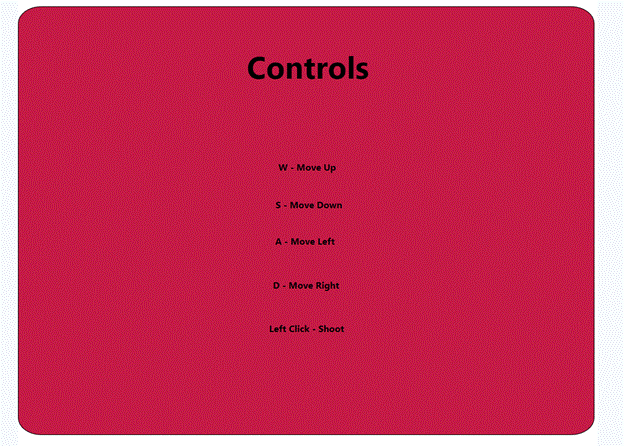 Controls
W - Move Up
S - Move Down
A - Move Left
D - Move Right
Left Click - Shoot